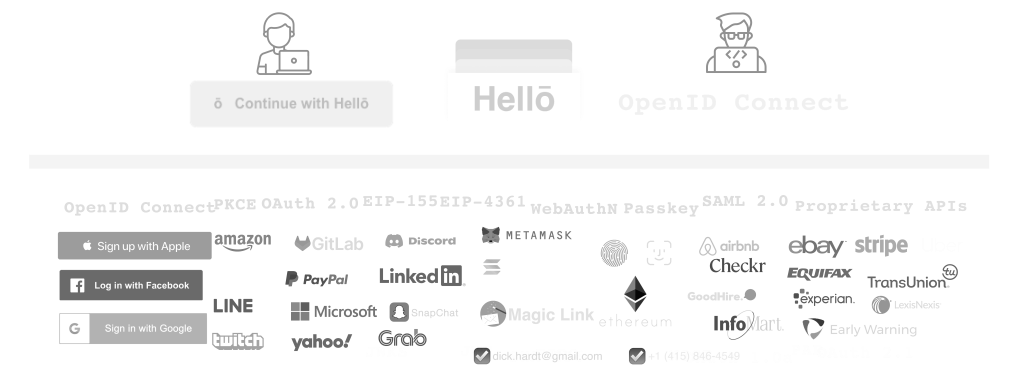 ō Continue with Hellō
Hellō
</>
OpenID Connect
OpenID Connect PKCE OAuth 2.0 EIP-155 EIP-4361 WebAuthN Passkey SAML 2.0 Proprietary APIs
Sign up with Apple
Log in with Facebook
G Sign in with Google
amazon
LINE
twitch
GitLab
PayPal
Microsoft
yahoo!
Discord
LinkedIn
SnapChat
Grab
METAMASK
Magic Link
ethereum
dick.hardt@gmail.com
+1 (415) 846-4549
airbnb
Checkr
GoodHire.
InfoMart.
ebay
stripe
EQUIFAX
TransUnion tu
experian.
LexisNexis
Early Warning